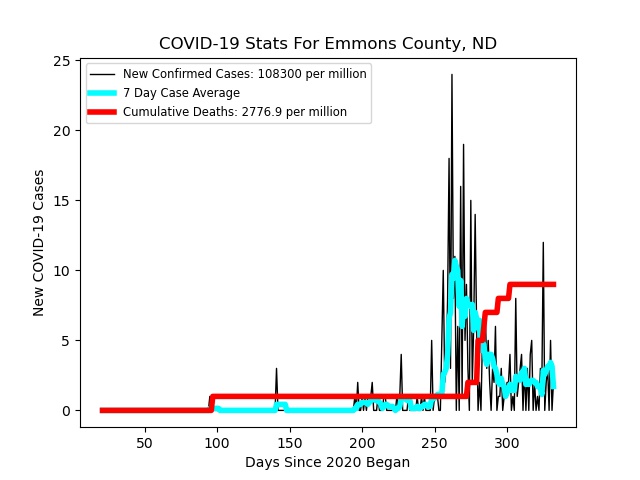 COVID-19 Stats For Emmons County, ND
New Confirmed Cases: 108300 per million
7 Day Case Average
Cumulative Deaths: 2776.9 per million
New COVID-19 Cases
25
20
15
10
5
0
50 100 150 200 250 300
Days Since 2020 Began